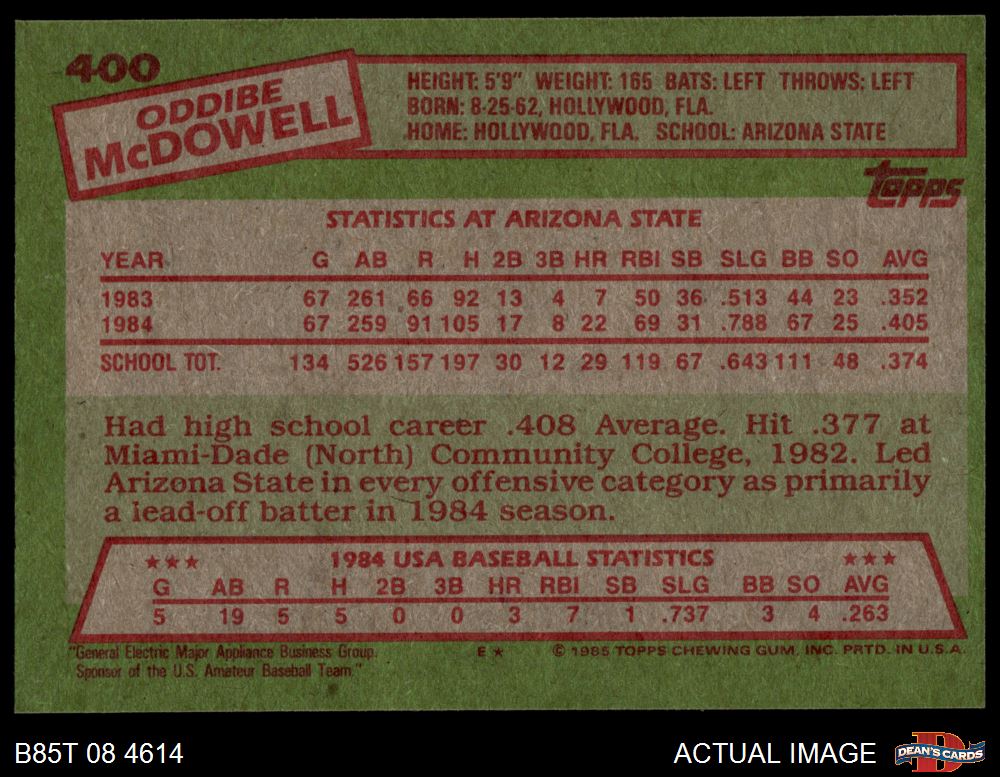 400
ODDIBE
McDOWELL
HEIGHT: 5'9" WEIGHT: 165 BATS: LEFT THROWS: LEFT
BORN: 8-25-62, HOLLYWOOD, FLA.
HOME: HOLLYWOOD, FLA. SCHOOL: ARIZONA STATE
Topps
STATISTICS AT ARIZONA STATE
YEAR G AB R H 2B 3B HR RBI SB SLG BB SO AVG
1983 67 261 66 92 13 4 7 50 36 .513 44 23 .352
1984 67 259 91 105 17 8 22 69 31 .788 67 25 .405
SCHOOL TOT. 134 526 157 197 30 12 29 119 67 .643 111 48 .374
Had high school career .408 Average. Hit .377 at
Miami-Dade (North) Community College, 1982. Led
Arizona State in every offensive category as primarily
a lead-off batter in 1984 season.
★★★ 1984 USA BASEBALL STATISTICS ★★★
G AB R H 2B 3B HR RBI SB SLG BB SO AVG
5 19 5 5 0 0 3 7 1 .737 3 4 .263
"General Electric Major Appliance Business Group. E★ © 1985 TOPPS CHEWING GUM, INC. PRTD. IN U.S.A.
Sponsor of the U.S. Amateur Baseball Team."
B85T 08 4614 ACTUAL IMAGE D DEAN'S CARDS